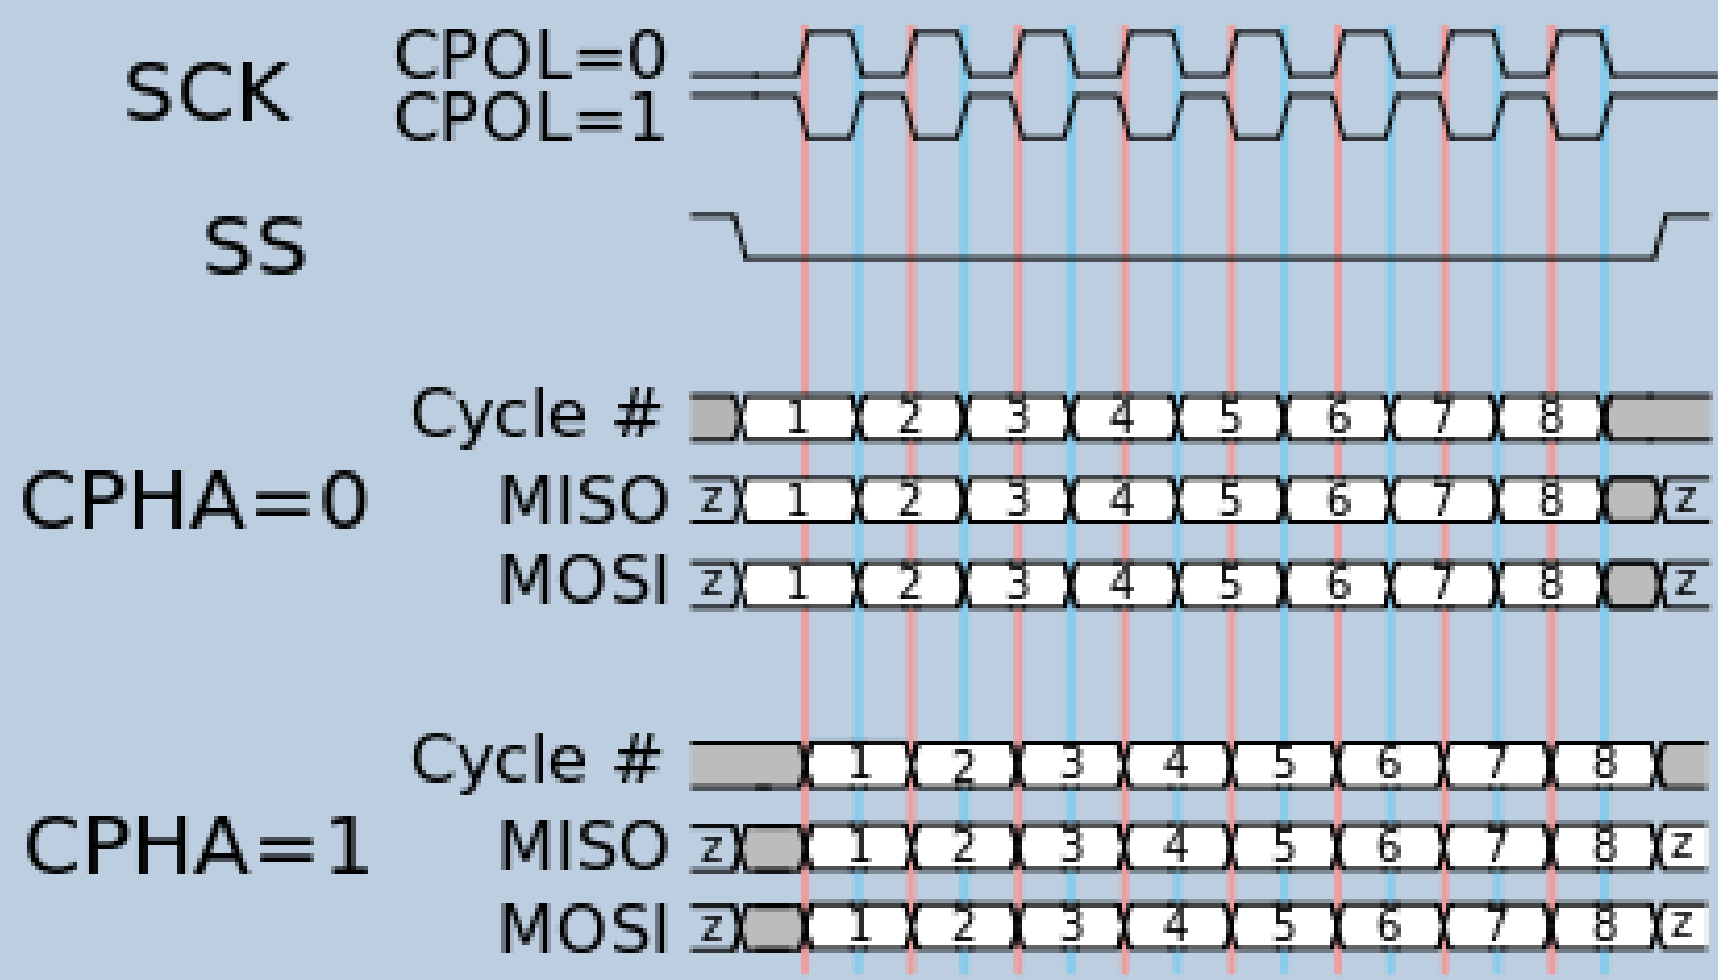 SCK CPOL=0
CPOL=1
SS
Cycle # 1 2 3 4 5 6 7 8
CPHA=0 MISO z 1 2 3 4 5 6 7 8 z
MOSI z 1 2 3 4 5 6 7 8 z
Cycle # 1 2 3 4 5 6 7 8
CPHA=1 MISO z 1 2 3 4 5 6 7 8 z
MOSI z 1 2 3 4 5 6 7 8 z